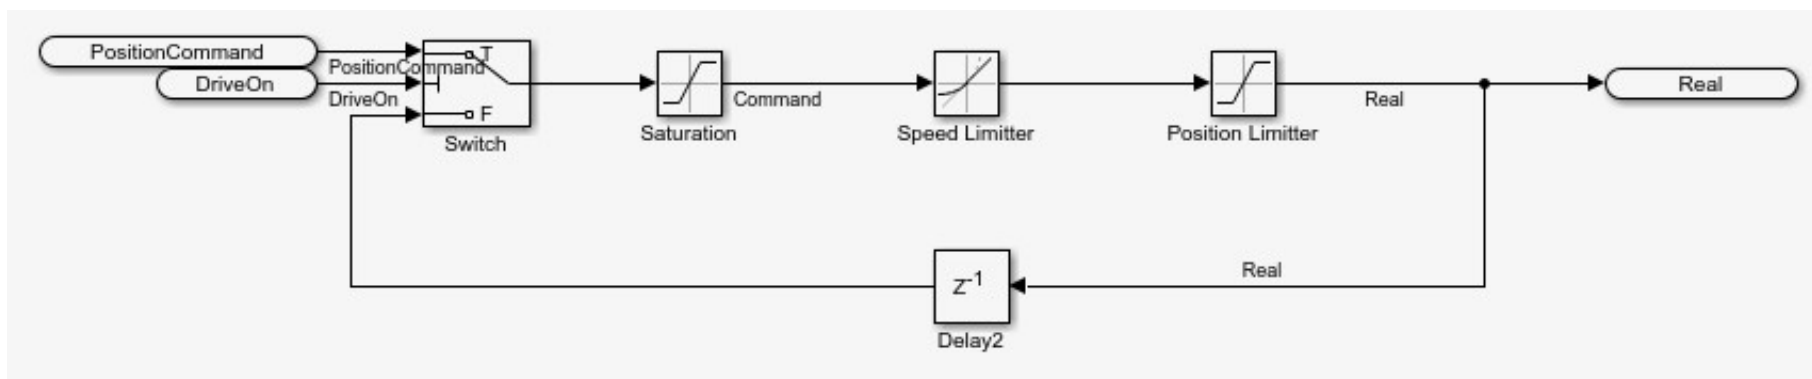 PositionCommand
PositionCommand
T
DriveOn
DriveOn
F
Switch
Saturation
Command
Speed Limitter
Position Limitter
Real
Real
Real
z-1
Delay2